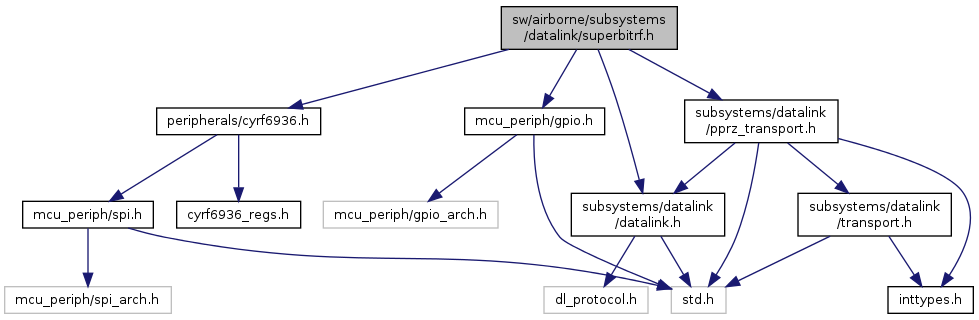 sw/airborne/subsystems
/datalink/superbitrf.h
peripherals/cyrf6936.h
mcu_periph/gpio.h
subsystems/datalink
/pprz_transport.h
mcu_periph/spi.h
cyrf6936_regs.h
mcu_periph/gpio_arch.h
subsystems/datalink
/datalink.h
subsystems/datalink
/transport.h
mcu_periph/spi_arch.h
dl_protocol.h
std.h
inttypes.h